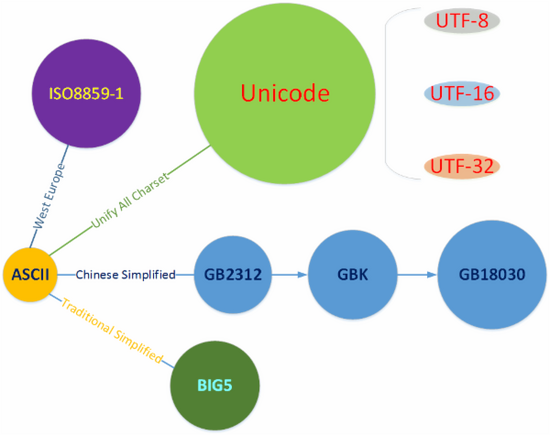 UTF-8
ISO8859-1
Unicode
UTF-16
UTF-32
West Europe
Unify All Charset
ASCII
Chinese Simplified
GB2312
GBK
GB18030
Traditional Simplified
BIG5